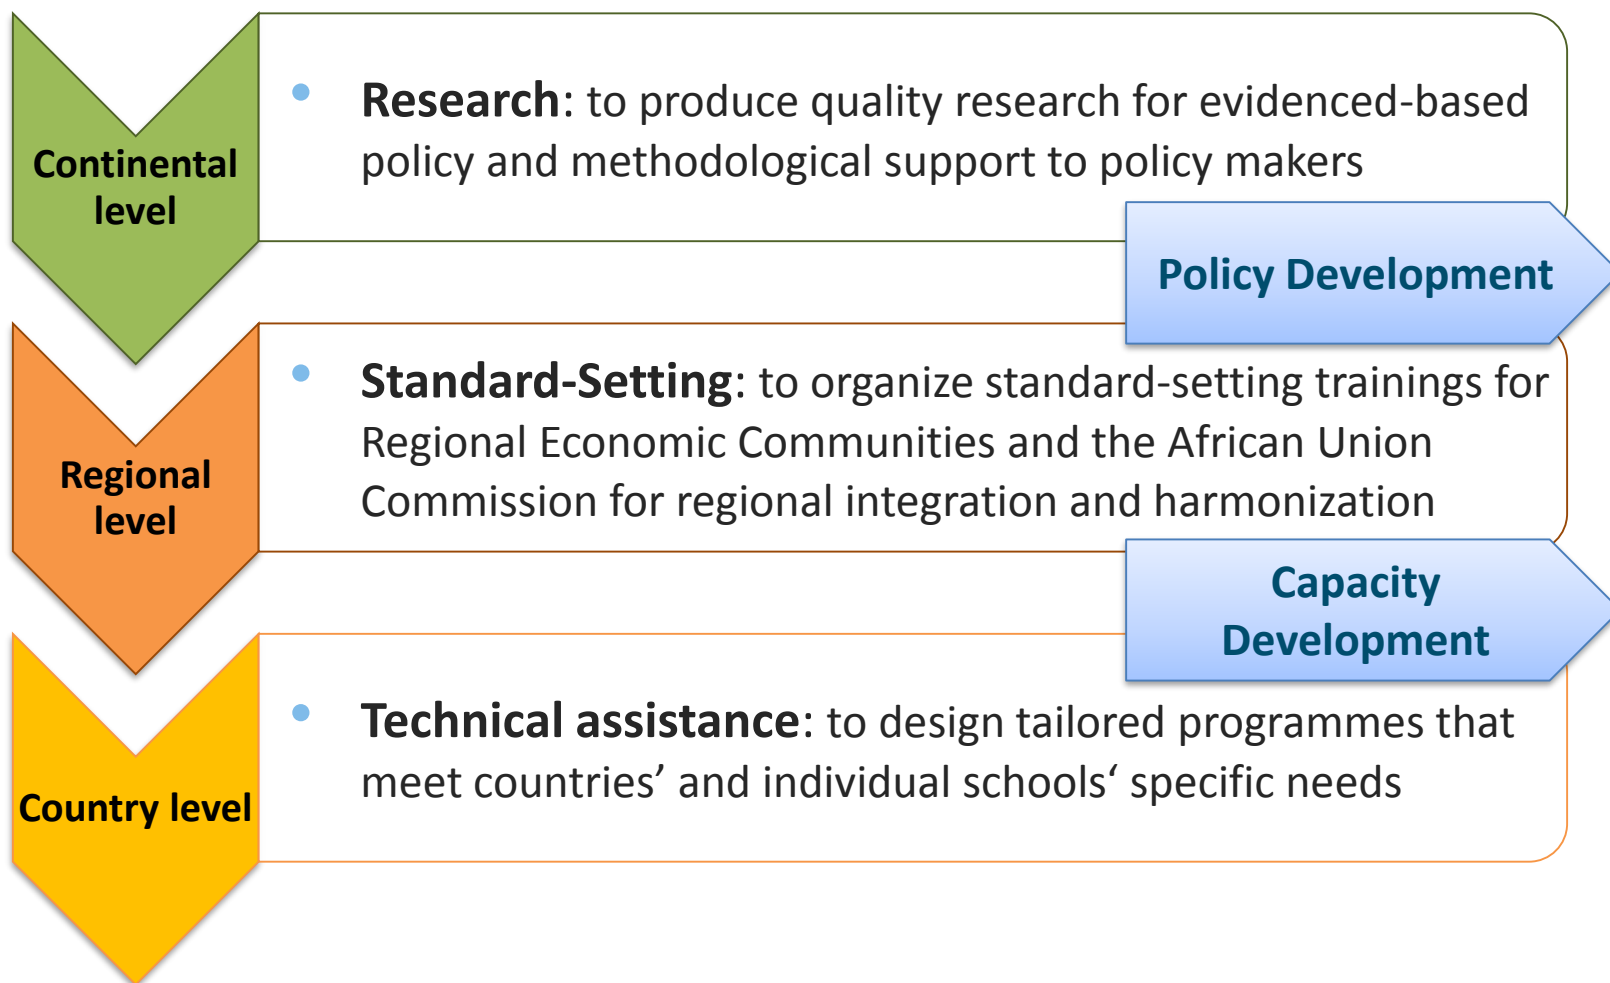 Continental
level
• Research: to produce quality research for evidenced-based
policy and methodological support to policy makers
Policy Development
Regional
level
• Standard-Setting: to organize standard-setting trainings for
Regional Economic Communities and the African Union
Commission for regional integration and harmonization
Capacity
Development
Country level
• Technical assistance: to design tailored programmes that
meet countries’ and individual schools‘ specific needs